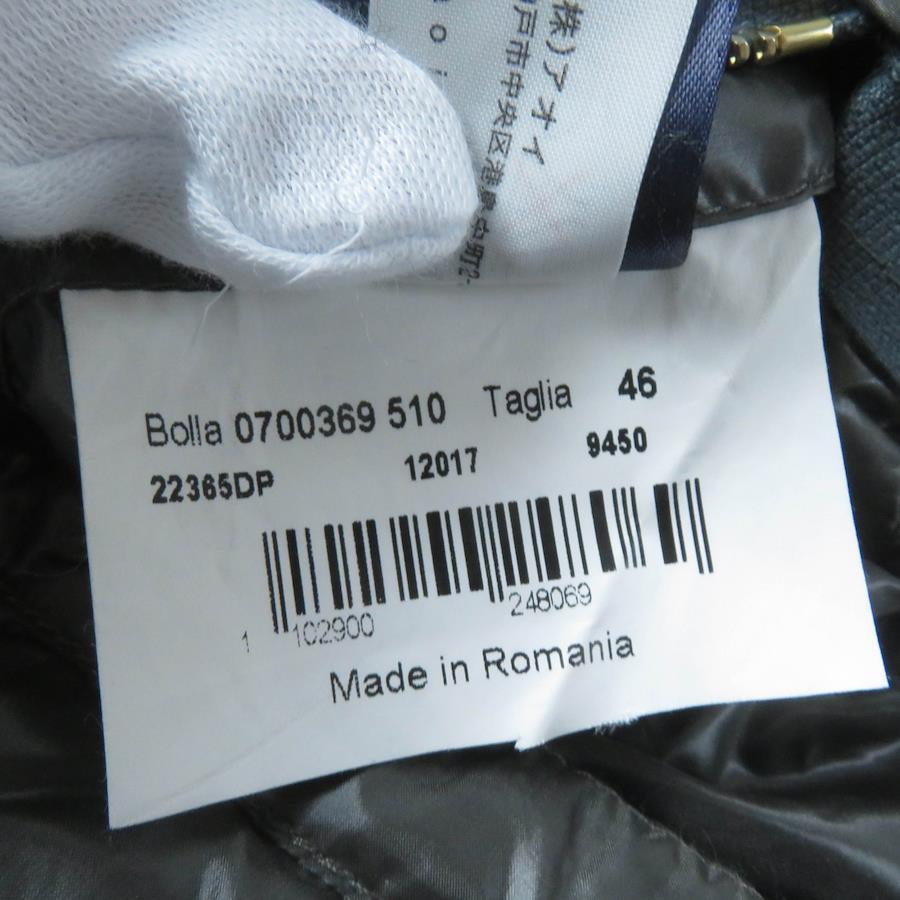 (株)アオイ
戸市中央区港島中町2-
Bolla 0700369 510 Taglia 46
22365DP 12017 9450
1 102900 248069
Made in Romania